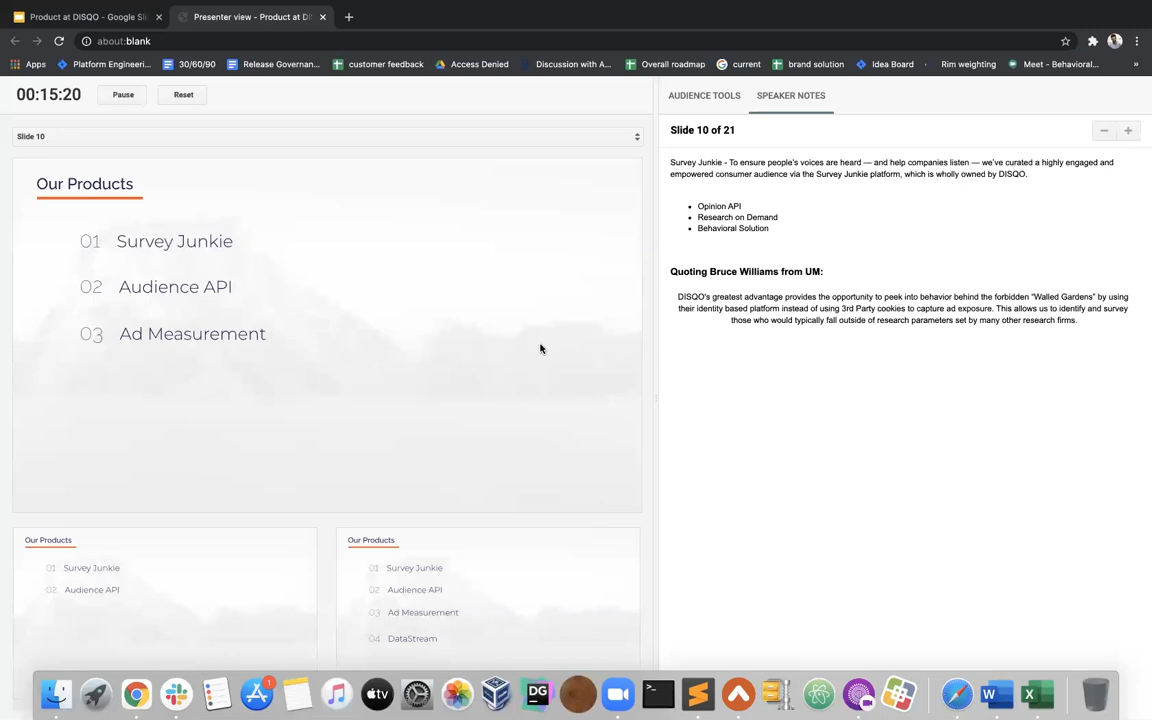 Product at DISQO - Google Sli
Presenter view - Product at DI
about:blank
Apps
Platform Engineeri...
30/60/90
Release Governan...
customer feedback
Access Denied
Discussion with A...
Overall roadmap
current
brand solution
Idea Board
Rim weighting
Meet - Behavioral...
»
00:15:20
Pause
Reset
AUDIENCE TOOLS
SPEAKER NOTES
Slide 10
Slide 10 of 21
Our Products
01 Survey Junkie
02 Audience API
03 Ad Measurement
Survey Junkie - To ensure people's voices are heard — and help companies listen — we've curated a highly engaged and
empowered consumer audience via the Survey Junkie platform, which is wholly owned by DISQO.
• Opinion API
• Research on Demand
• Behavioral Solution
Quoting Bruce Williams from UM:
DISQO's greatest advantage provides the opportunity to peek into behavior behind the forbidden "Walled Gardens" by using
their identity based platform instead of using 3rd Party cookies to capture ad exposure. This allows us to identify and survey
those who would typically fall outside of research parameters set by many other research firms.
Our Products
01 Survey Junkie
02 Audience API
Our Products
01 Survey Junkie
02 Audience API
03 Ad Measurement
04 DataStream
1
tv
DG
>_
W
X